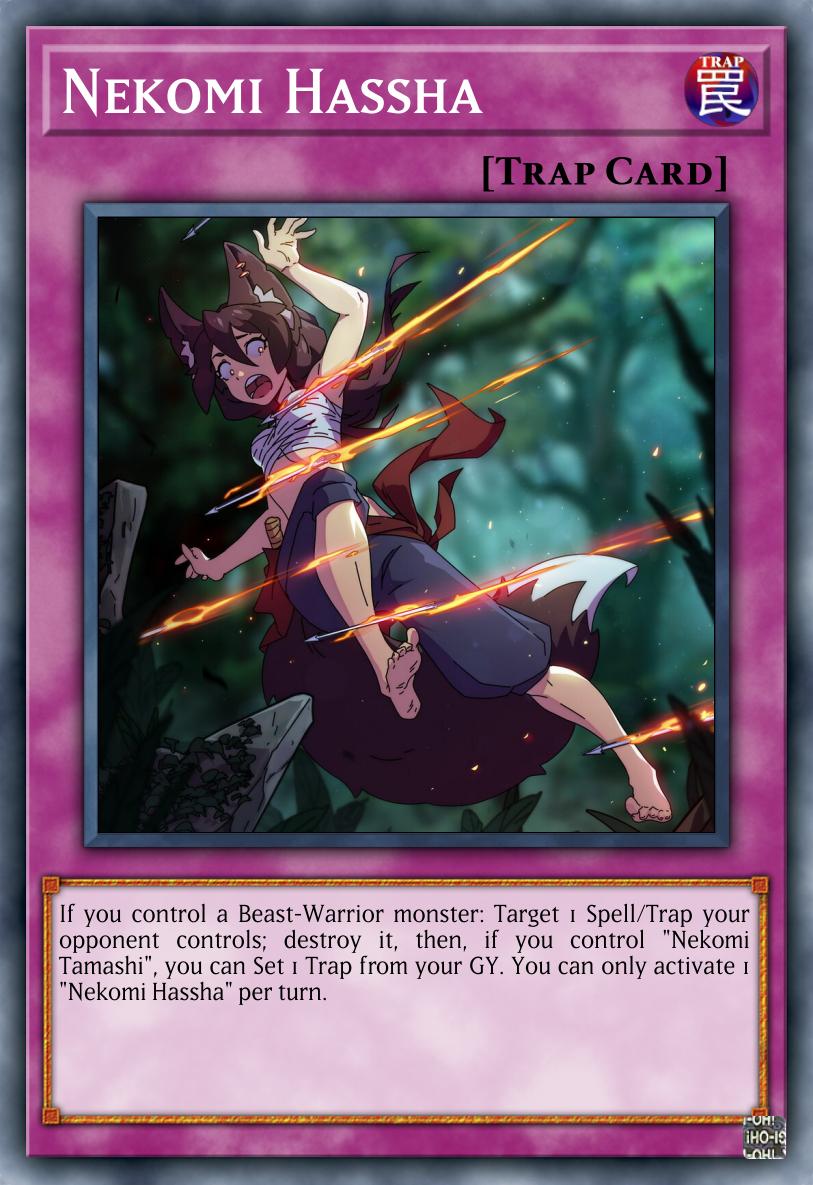 Nekomi Hassha
TRAP
罠
[Trap Card]
If you control a Beast-Warrior monster: Target 1 Spell/Trap your
opponent controls; destroy it, then, if you control "Nekomi
Tamashi", you can Set 1 Trap from your GY. You can only activate 1
"Nekomi Hassha" per turn.